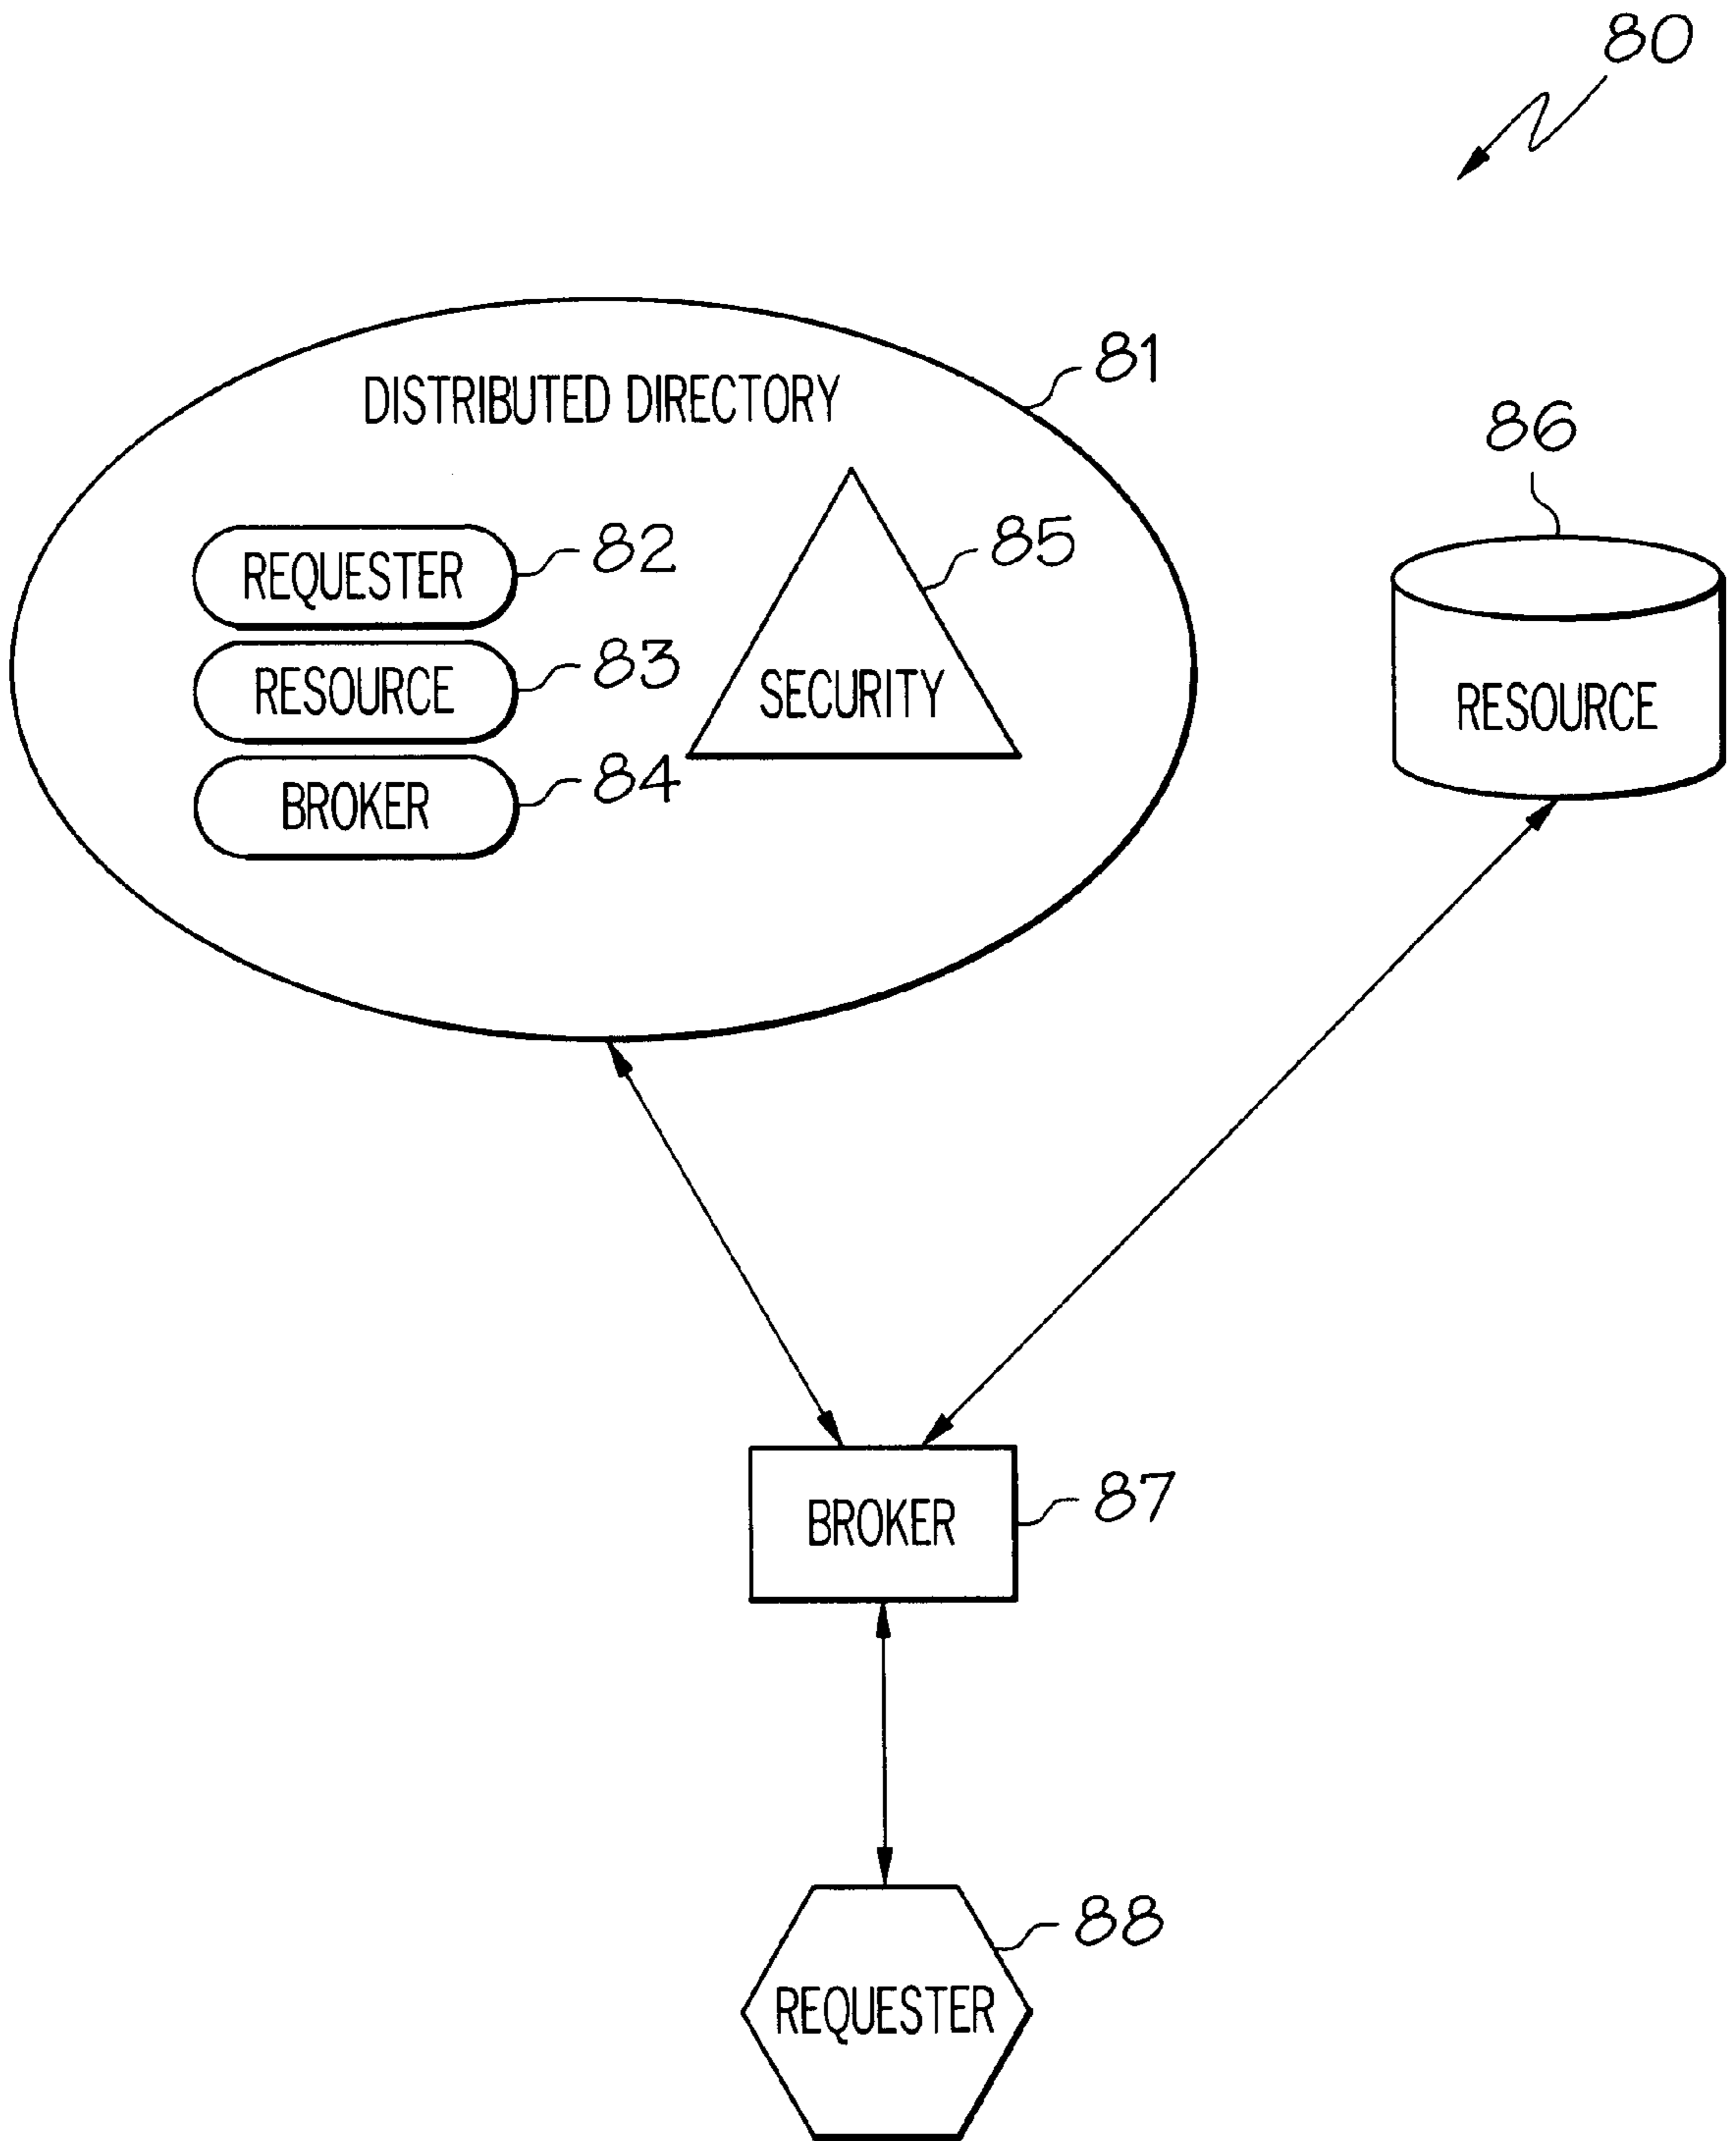 80
DISTRIBUTED DIRECTORY
81
86
REQUESTER
82
85
RESOURCE
83
SECURITY
RESOURCE
BROKER
84
BROKER
87
REQUESTER
88